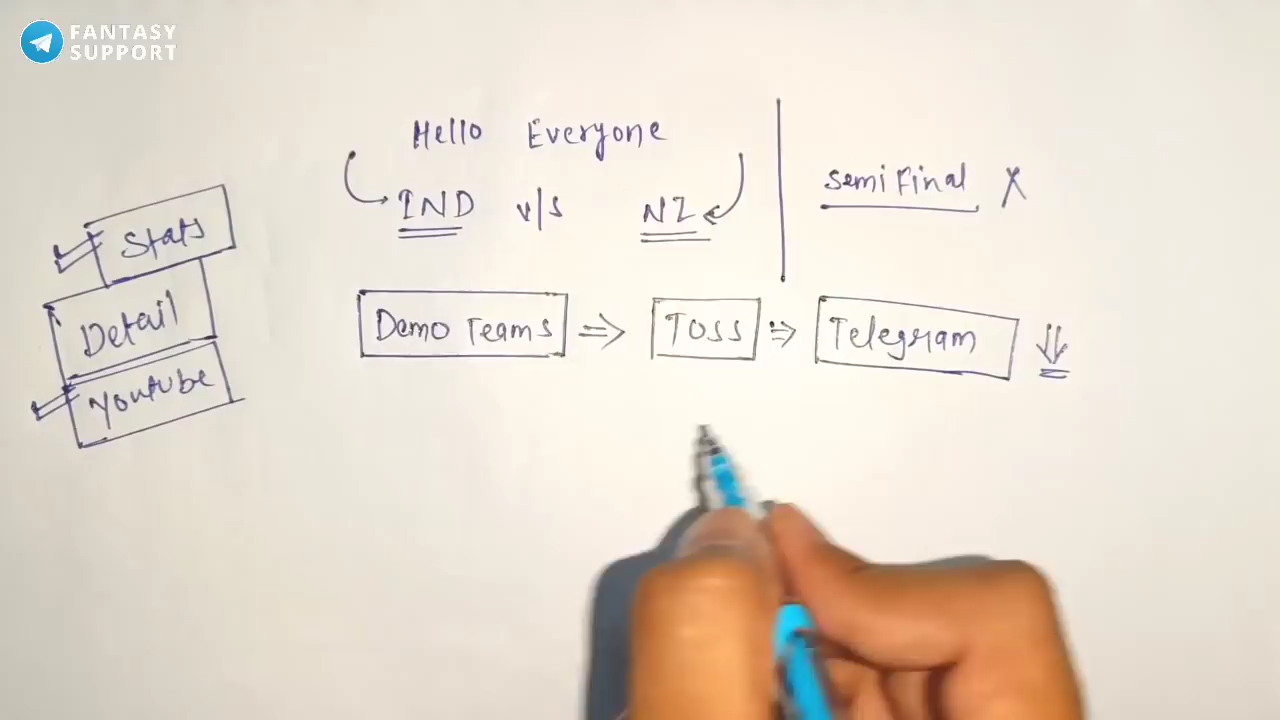 FANTASY
SUPPORT
Hello Everyone
IND v/s NZ
semi Final X
Stats
Detail
Youtube
Demo Teams ⇒ TOSS ⇒ Telegram